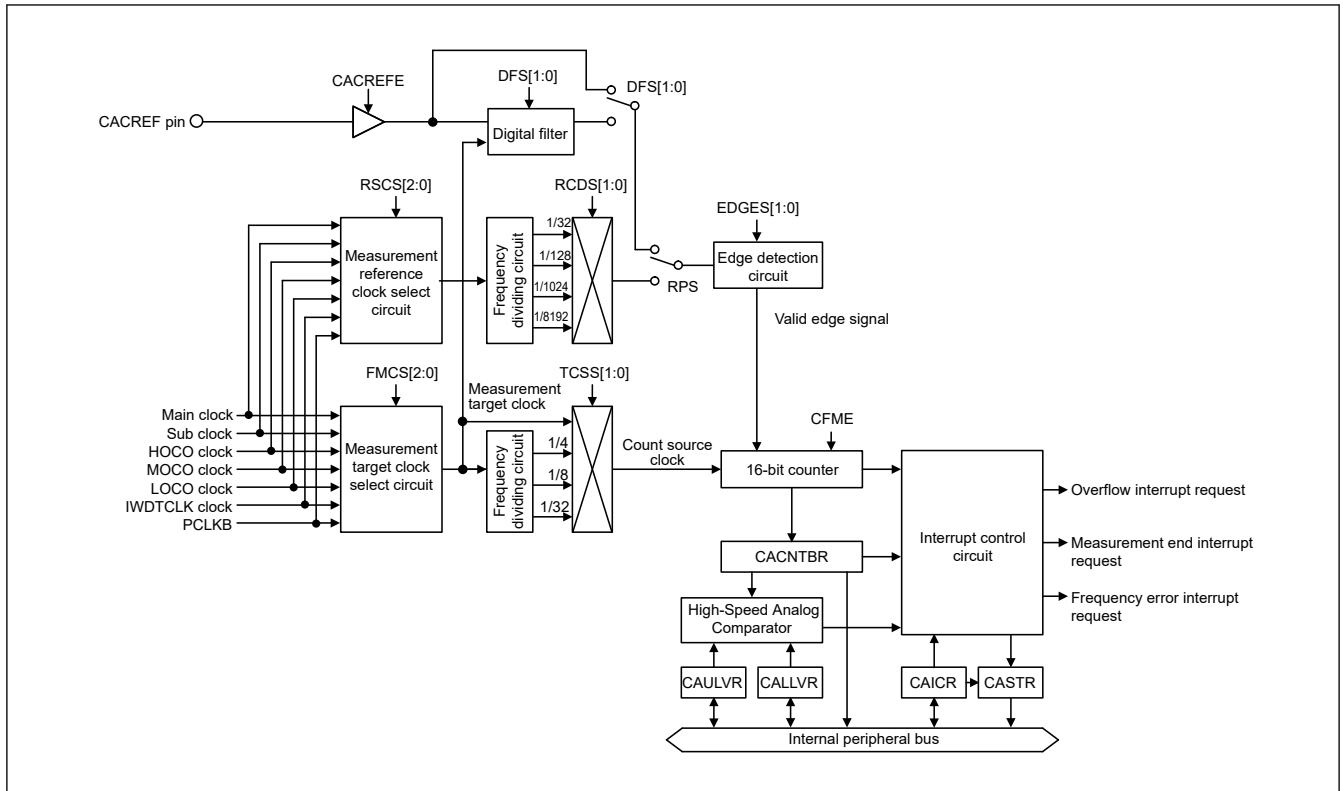 CACREFE
DFS[1:0]
DFS[1:0]
CACREF pin
Digital filter
RSCS[2:0]
RCDS[1:0]
EDGES[1:0]
Measurement
reference
clock select
circuit
Frequency
dividing circuit
1/32
1/128
1/1024
1/8192
RPS
Edge detection
circuit
Valid edge signal
FMCS[2:0]
Measurement
target clock
TCSS[1:0]
CFME
Main clock
Sub clock
HOCO clock
MOCO clock
LOCO clock
IWDTCLK clock
PCLKB
Measurement
target clock
select circuit
Frequency
dividing circuit
1/4
1/8
1/32
Count source
clock
16-bit counter
CACNTBR
High-Speed Analog
Comparator
CAULVR
CALLVR
Interrupt control
circuit
Overflow interrupt request
Measurement end interrupt
request
Frequency error interrupt
request
CAICR
CASTR
Internal peripheral bus